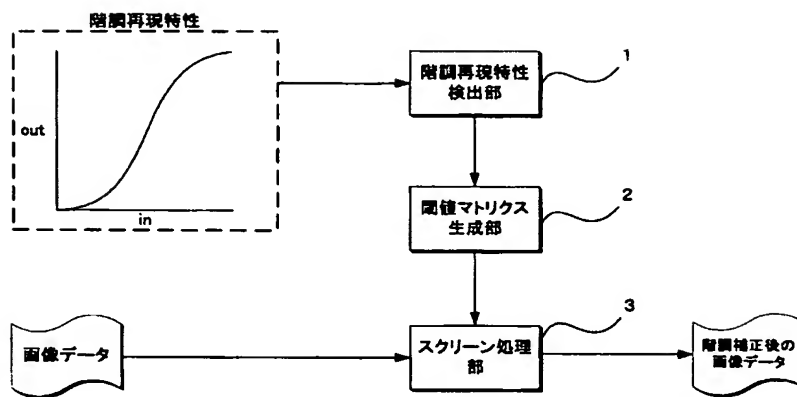 階調再現特性
out
in
階調再現特性
検出部
1
閾値マトリクス
生成部
2
画像データ
スクリーン処理
部
3
階調補正後の
画像データ